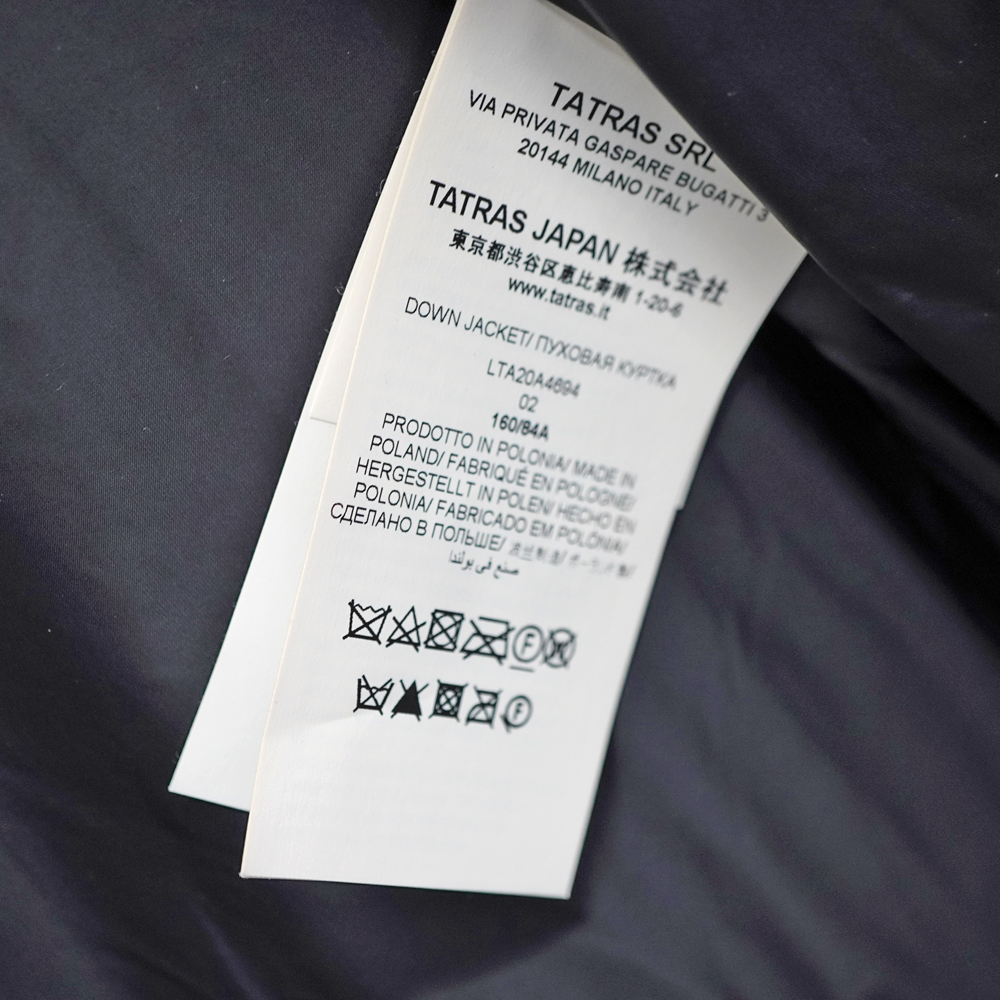 TATRAS SRL
VIA PRIVATA GASPARE BUGATTI 3
20144 MILANO ITALY
TATRAS JAPAN 株式会社
東京都渋谷区恵比寿南 1-20-6
www.tatras.it
DOWN JACKET/ ПУХОВАЯ КУРТКА
LTA20A4694
02
160/84A
PRODOTTO IN POLONIA/ MADE IN
POLAND/ FABRIQUÉ EN POLOGNE/
HERGESTELLT IN POLEN/ HECHO EN
POLONIA/ FABRICADO EM POLÔNIA/
СДЕЛАНО В ПОЛЬШЕ/
صنع في بولندا
F
F